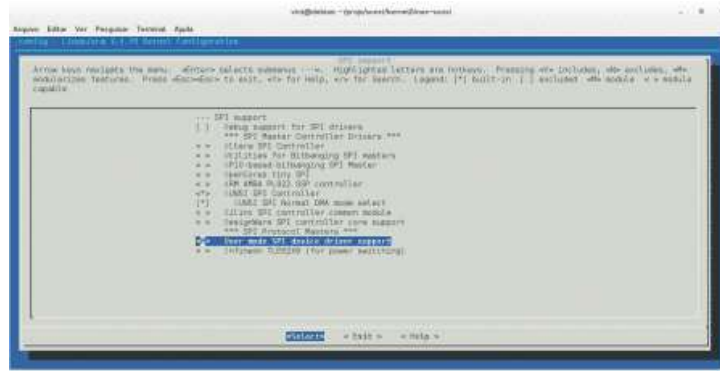 Arquivo Editar Ver Pesquisar Terminal Ajuda
SPI support
Arrow keys navigate the menu. <Enter> selects submenus --->. Highlighted letters are hotkeys. Pressing <Y> includes, <N> excludes, <M>
modularizes features. Press <Esc><Esc> to exit, <?> for Help, </> for Search. Legend: [*] built-in [ ] excluded <M> module < > module
capable
--- SPI support
[ ] Debug support for SPI drivers
*** SPI Master Controller Drivers ***
< > Altera SPI Controller
< > Utilities for Bitbanging SPI masters
< > GPIO-based bitbanging SPI Master
< > OpenCores tiny SPI
< > ARM AMBA PL022 SSP controller
<*> SUNXI SPI Controller
[*] SUNXI SPI Normal DMA mode select
< > Xilinx SPI controller common module
< > DesignWare SPI controller core support
*** SPI Protocol Masters ***
User mode SPI device driver support
< > Infineon TLE62X0 (for power switching)
<Select> < Exit > < Help >